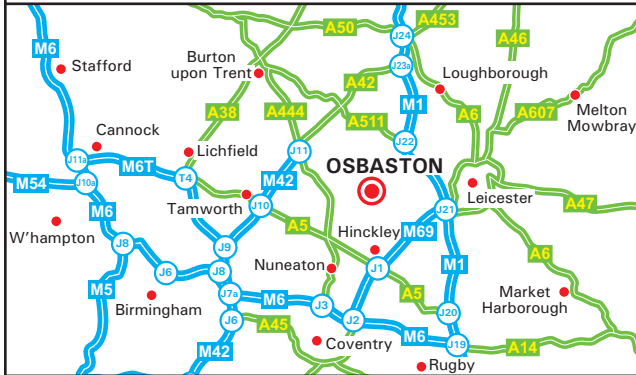 A50
A453
J24
A46
M6
Stafford
Burton
upon Trent
J23a
Loughborough
A42
M1
A38
A444
A511
A6
A607
Melton
Mowbray
Cannock
Lichfield
J11
J22
J11a
M6T
T4
M42
OSBASTON
M54
J10a
Tamworth
J10
Leicester
M6
A5
J21
A47
W'hampton
J8
J9
Hinckley
M69
J6
J8
Nuneaton
J1
M1
A6
M5
J7a
M6
J3
A5
Market
Harborough
Birmingham
J6
A45
J2
J20
M42
Coventry
M6
J19
A14
Rugby